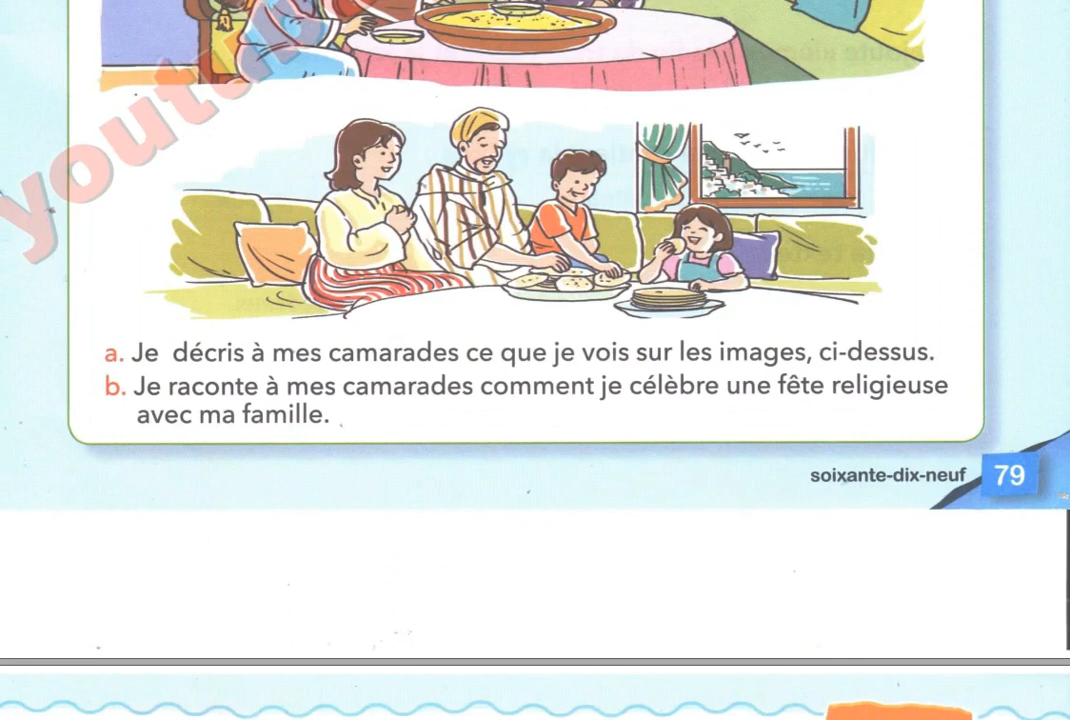 yout
a. Je décris à mes camarades ce que je vois sur les images, ci-dessus.
b. Je raconte à mes camarades comment je célèbre une fête religieuse
avec ma famille.
soixante-dix-neuf 79